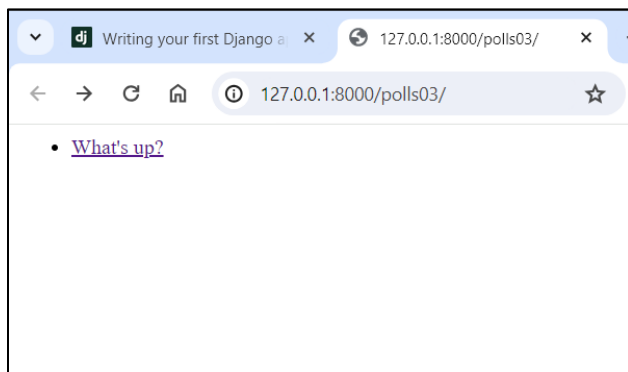 dj Writing your first Django a
127.0.0.1:8000/polls03/
127.0.0.1:8000/polls03/
What's up?